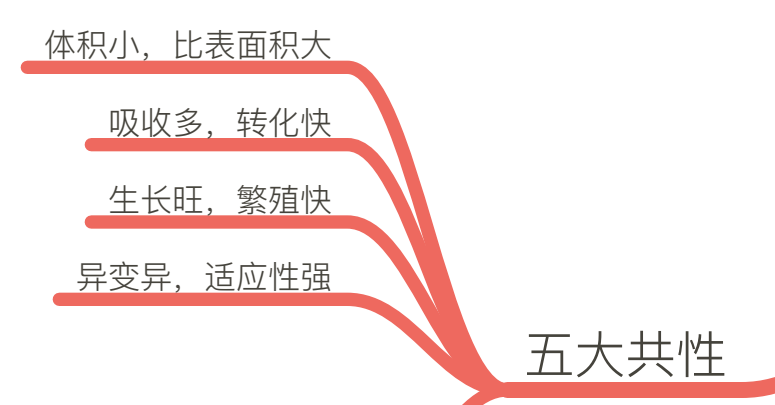 体积小，比表面积大
吸收多，转化快
生长旺，繁殖快
异变异，适应性强
五大共性